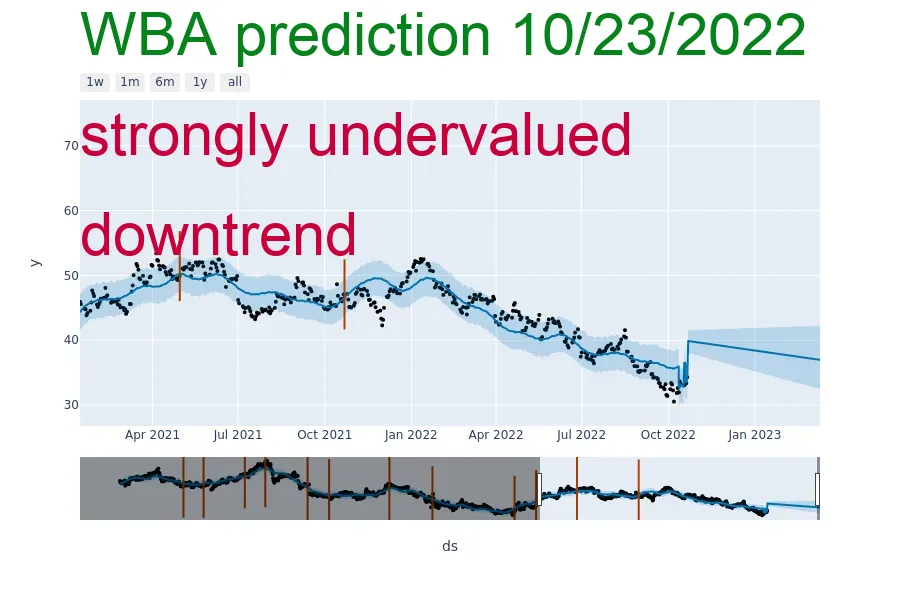 WBA prediction 10/23/2022
1w 1m 6m 1y all
strongly undervalued
downtrend
70
60
50
40
30
y
Apr 2021 Jul 2021 Oct 2021 Jan 2022 Apr 2022 Jul 2022 Oct 2022 Jan 2023
ds